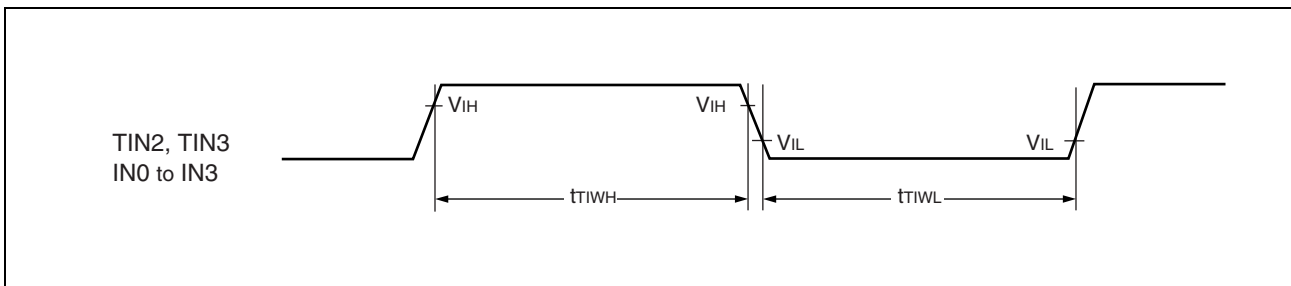 VIH
VIH
TIN2, TIN3
IN0 to IN3
VIL
VIL
tTIWH
tTIWL